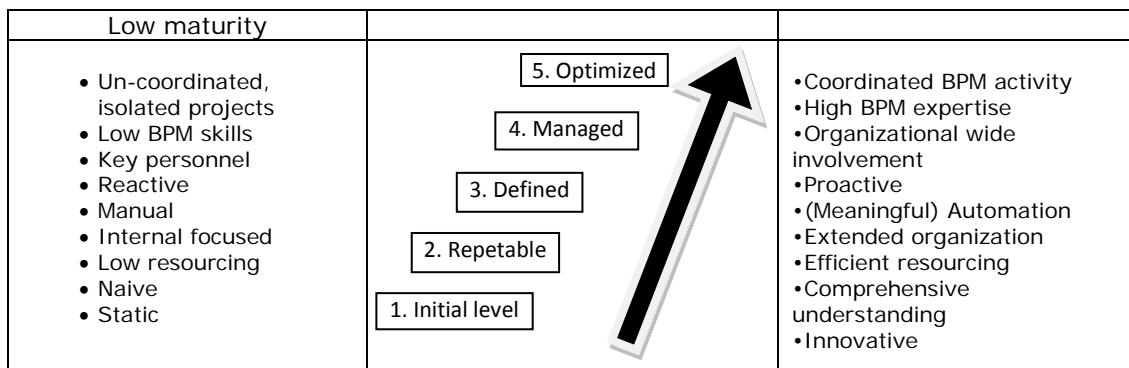 Low maturity
• Un-coordinated,
isolated projects
• Low BPM skills
• Key personnel
• Reactive
• Manual
• Internal focused
• Low resourcing
• Naive
• Static
5. Optimized
4. Managed
3. Defined
2. Repetable
1. Initial level
•Coordinated BPM activity
•High BPM expertise
•Organizational wide
involvement
•Proactive
•(Meaningful) Automation
•Extended organization
•Efficient resourcing
•Comprehensive
understanding
•Innovative